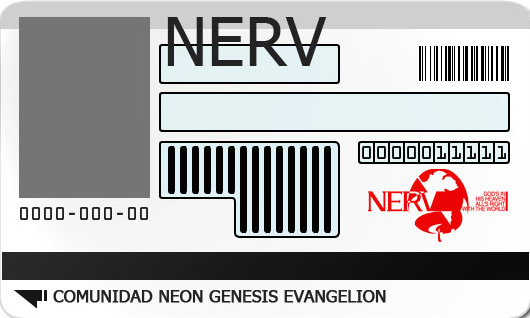 NERV
0000011111
NERV
GOD'S IN
HIS HEAVEN
ALL'S RIGHT
WITH THE WORLD
0000-000-00
COMUNIDAD NEON GENESIS EVANGELION